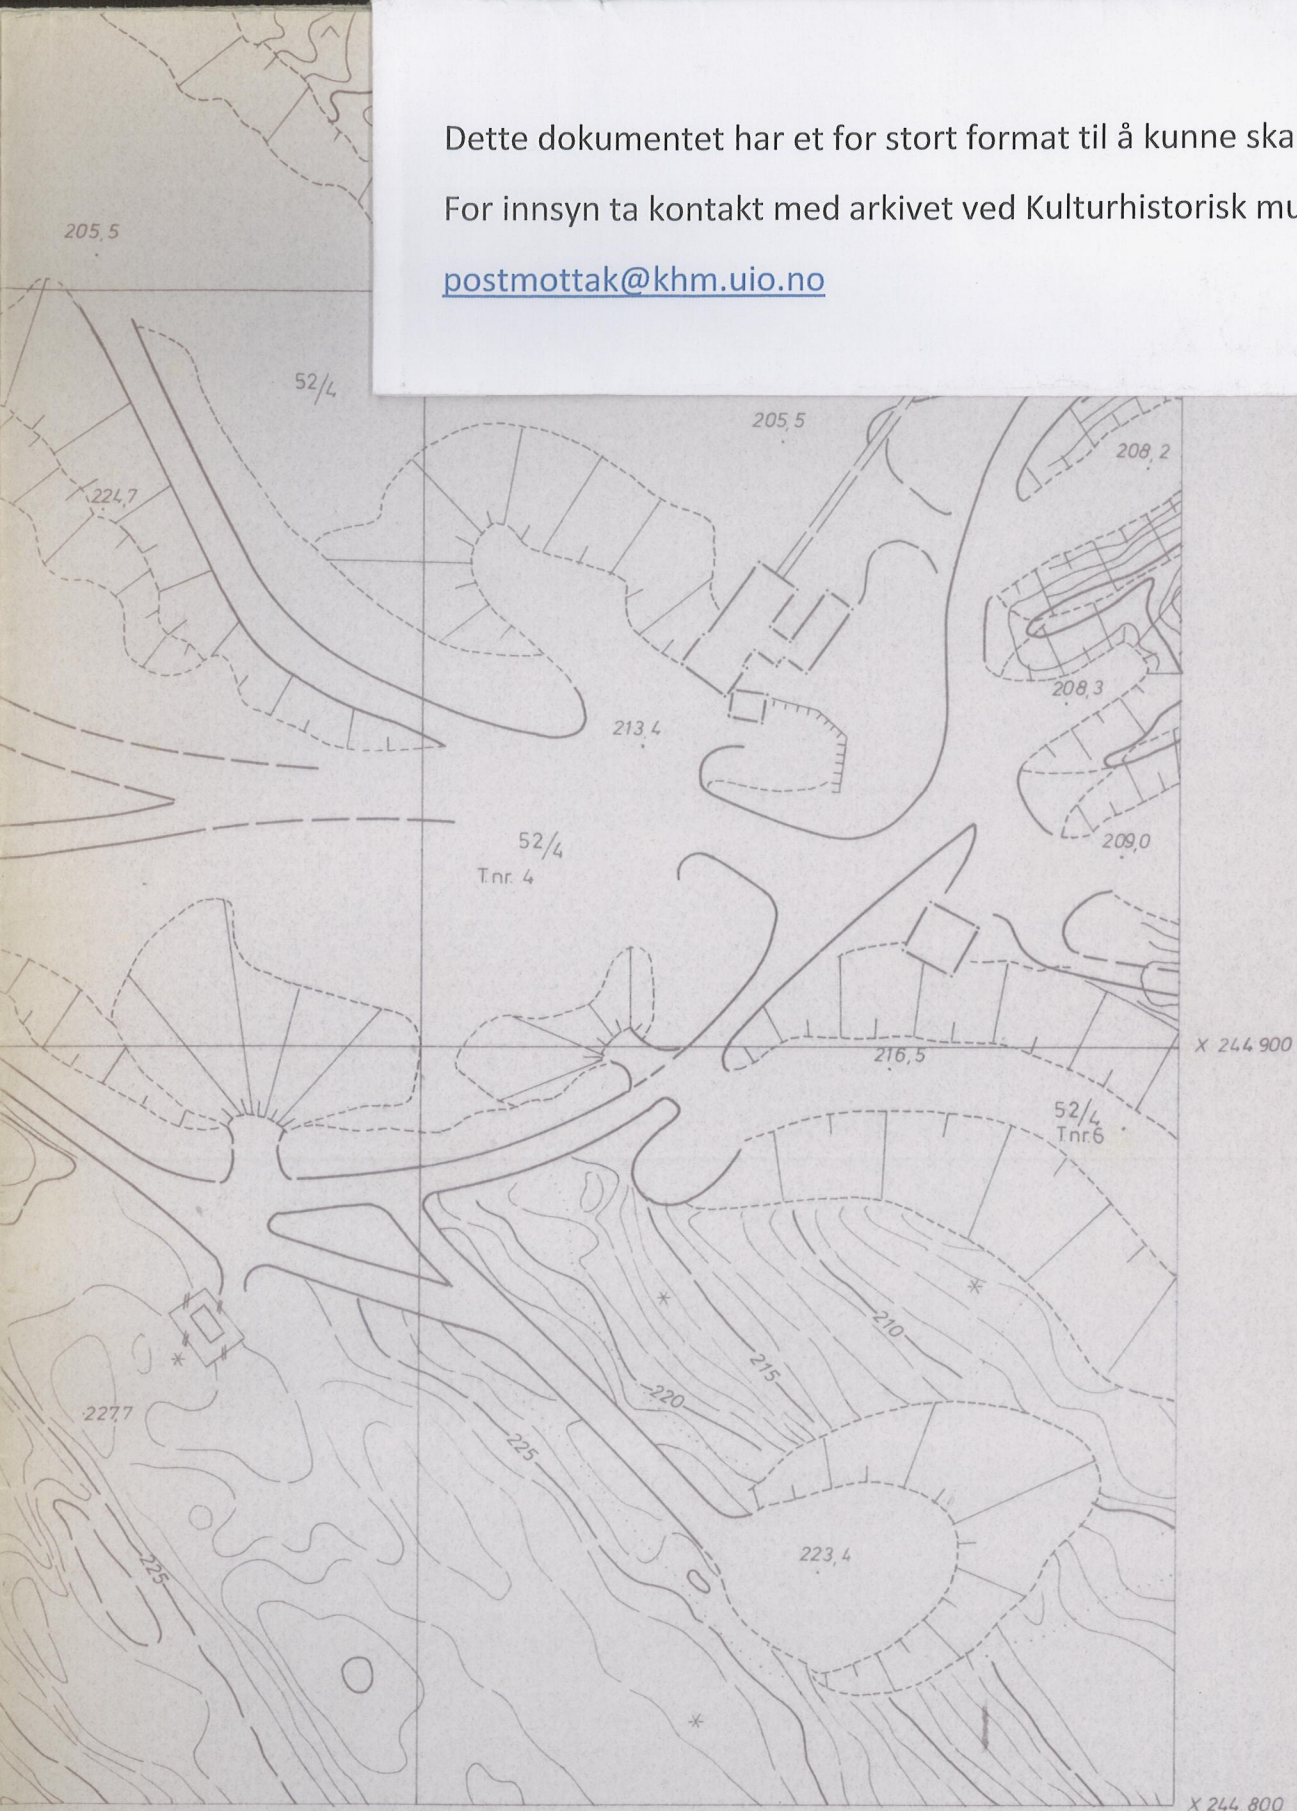 Dette dokumentet har et for stort format til å kunne ska
For innsyn ta kontakt med arkivet ved Kulturhistorisk mu
postmottak@khm.uio.no
205,5
52/4
205,5
208,2
224,7
208,3
213,4
52/4
T.nr. 4
209,0
X 244 900
216,5
52/4
T.nr.6
210
215
220
227,7
225
223,4
225
X 244 800